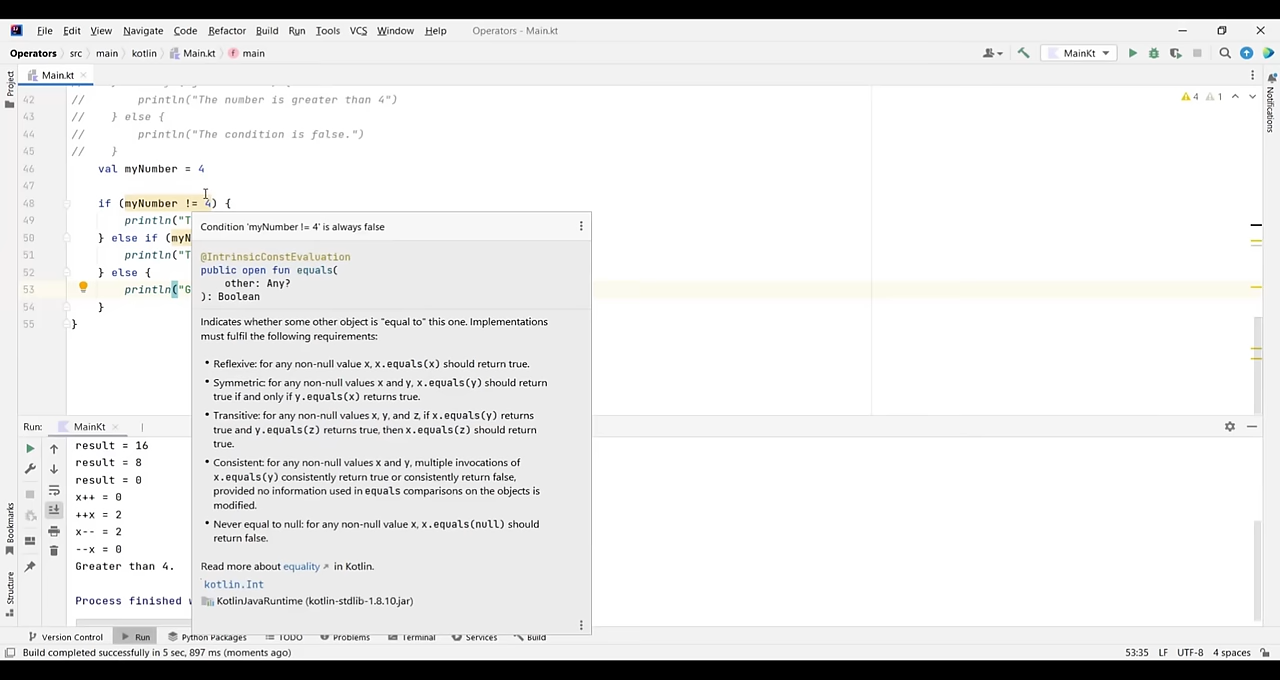 File Edit View Navigate Code Refactor Build Run Tools VCS Window Help Operators - Main.kt
Operators src main kotlin Main.kt main MainKt
Main.kt
Project
Notifications
4 1
42 // println("The number is greater than 4")
43 // } else {
44 // println("The condition is false.")
45 // }
46 val myNumber = 4
47
48 if (myNumber != 4) {
49 println("T
50 } else if (myN
51 println("T
52 } else {
53 println("G
54 }
55 }
Condition 'myNumber != 4' is always false
@IntrinsicConstEvaluation
public open fun equals(
other: Any?
): Boolean
Indicates whether some other object is "equal to" this one. Implementations
must fulfil the following requirements:
• Reflexive: for any non-null value x, x.equals(x) should return true.
• Symmetric: for any non-null values x and y, x.equals(y) should return
true if and only if y.equals(x) returns true.
• Transitive: for any non-null values x, y, and z, if x.equals(y) returns
true and y.equals(z) returns true, then x.equals(z) should return
true.
• Consistent: for any non-null values x and y, multiple invocations of
x.equals(y) consistently return true or consistently return false,
provided no information used in equals comparisons on the objects is
modified.
• Never equal to null: for any non-null value x, x.equals(null) should
return false.
Read more about equality in Kotlin.
kotlin.Int
KotlinJavaRuntime (kotlin-stdlib-1.8.10.jar)
Run: MainKt
result = 16
result = 8
result = 0
x++ = 0
++x = 2
x-- = 2
--x = 0
Greater than 4.
Process finished
Bookmarks
Structure
Version Control Run Python Packages TODO Problems Terminal Services Build
Build completed successfully in 5 sec, 897 ms (moments ago) 53:35 LF UTF-8 4 spaces